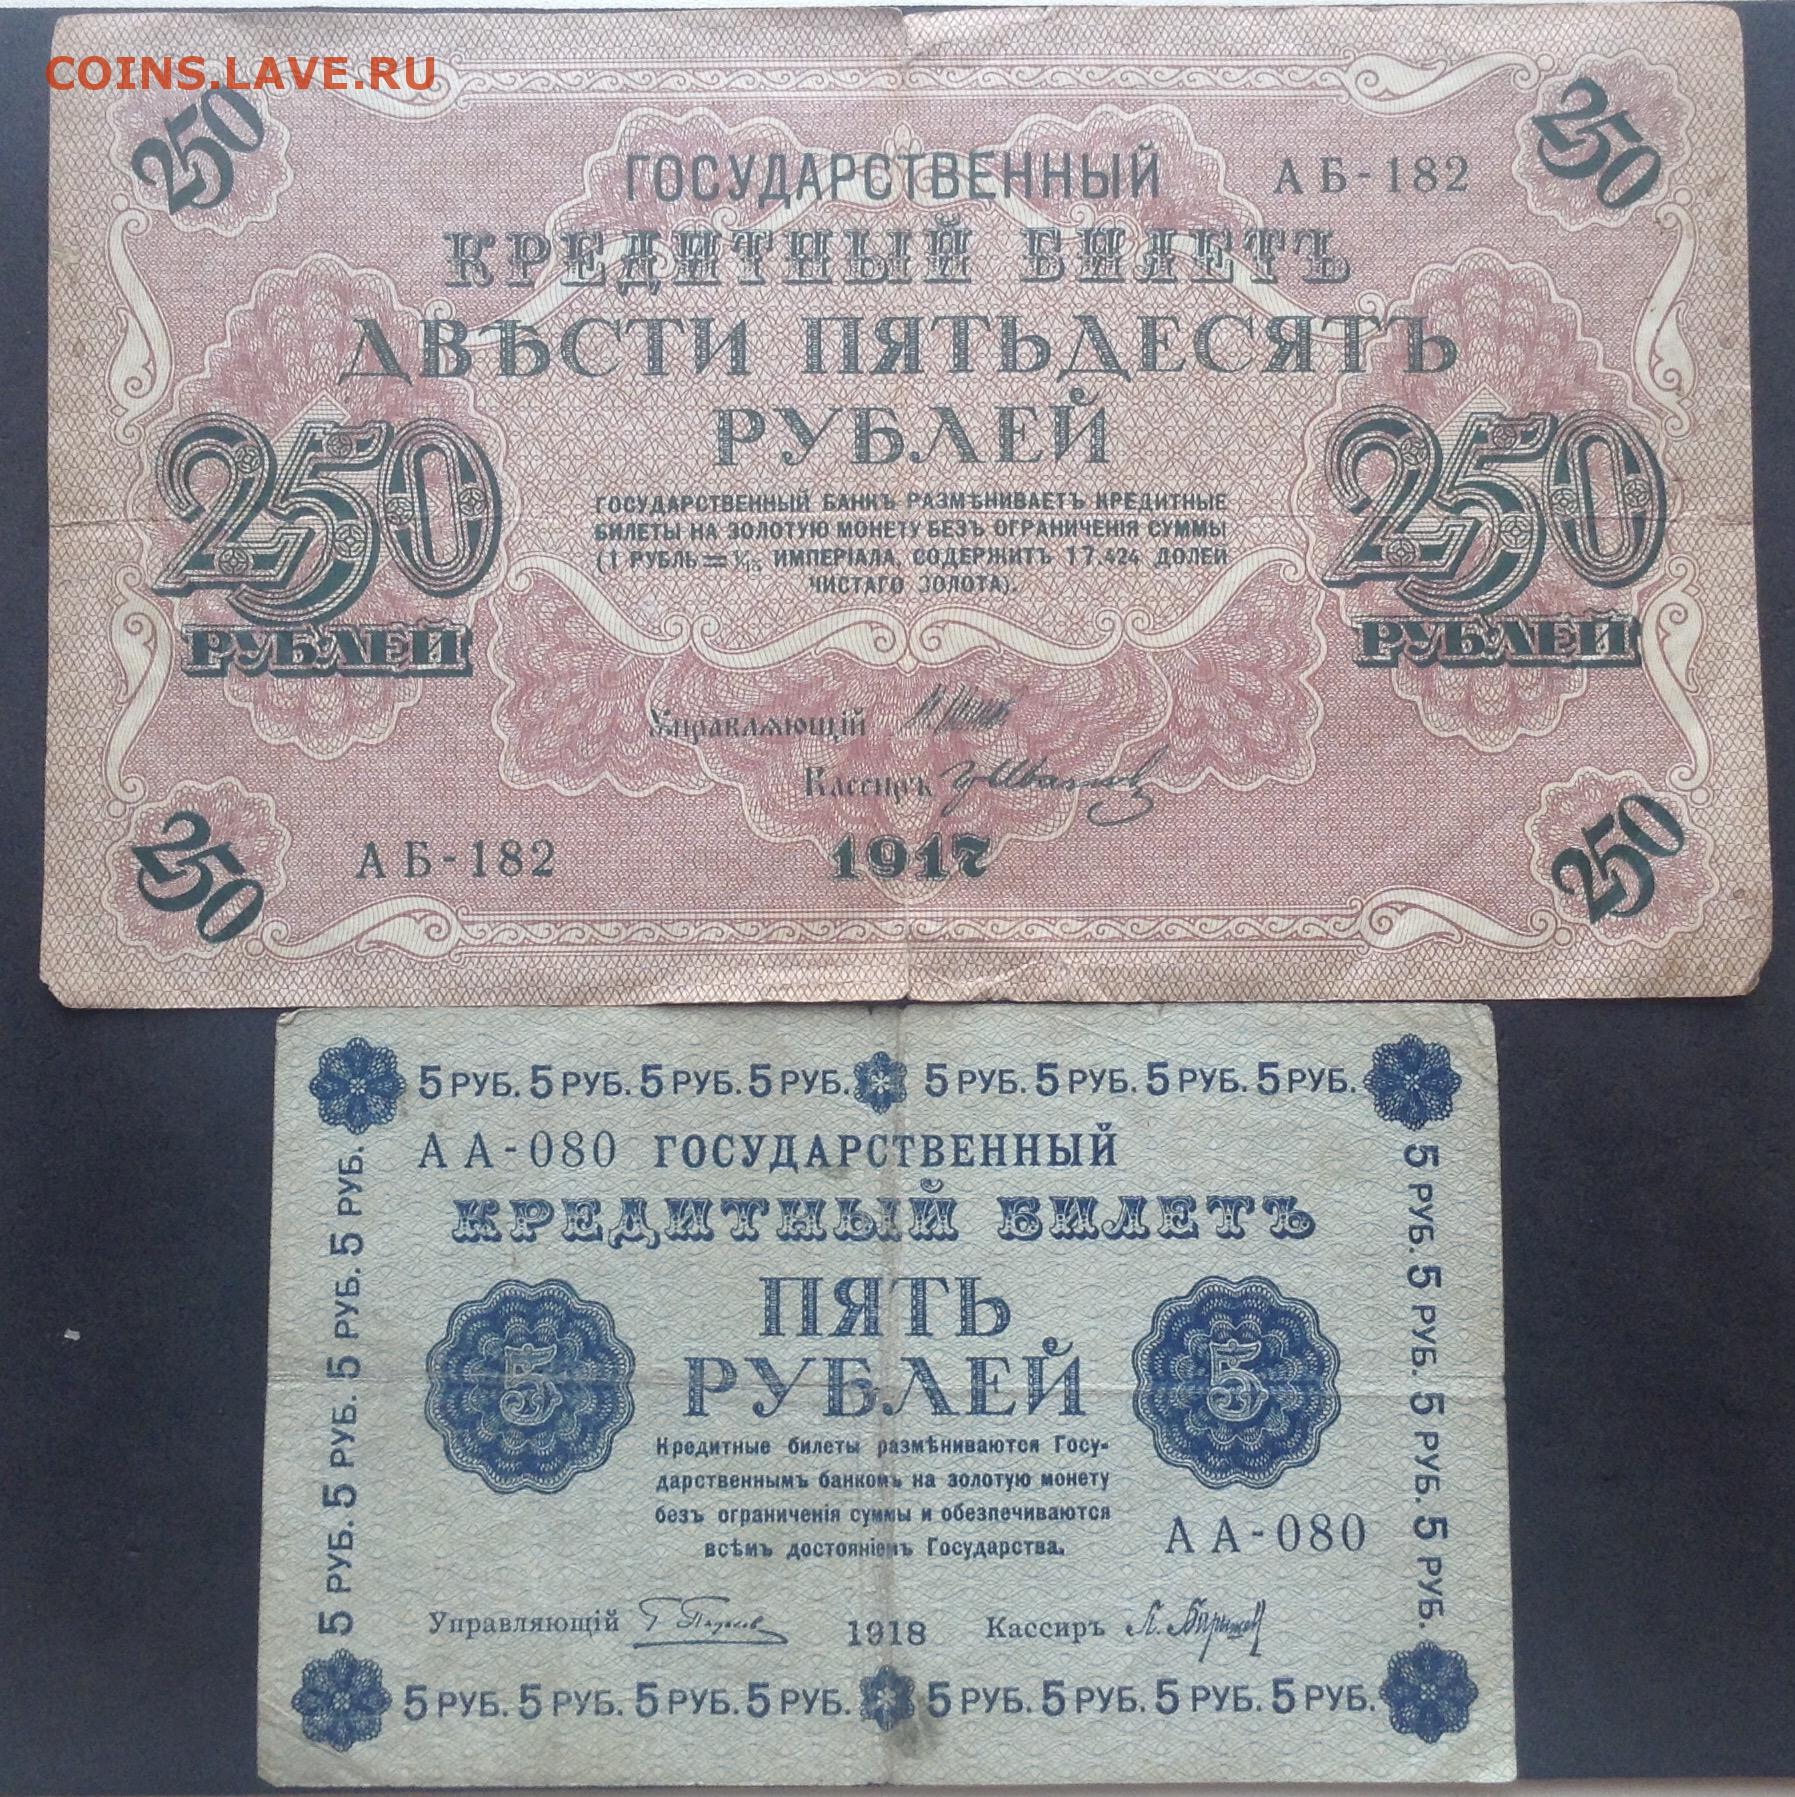 COINS.LAVE.RU
250 250
ГОСУДАРСТВЕННЫЙ АБ-182
КРЕДИТНЫЙ БИЛЕТЪ
ДВѢСТИ ПЯТЬДЕСЯТЪ
РУБЛЕЙ
250 РУБЛЕЙ
ГОСУДАРСТВЕННЫЙ БАНКЪ РАЗМѢНИВАЕТЪ КРЕДИТНЫЕ
БИЛЕТЫ НА ЗОЛОТУЮ МОНЕТУ БЕЗЪ ОГРАНИЧЕНІЯ СУММЫ
(1 РУБЛЬ = 1/15 ИМПЕРІАЛА, СОДЕРЖИТЪ 17.424 ДОЛЕЙ
ЧИСТАГО ЗОЛОТА).
250 РУБЛЕЙ
Управляющій
Кассиръ
АБ-182 1917
250 250
5 РУБ. 5 РУБ. 5 РУБ. 5 РУБ. 5 РУБ. 5 РУБ. 5 РУБ. 5 РУБ.
АА-080 ГОСУДАРСТВЕННЫЙ
КРЕДИТНЫЙ БИЛЕТЪ
ПЯТЬ
РУБЛЕЙ
5 5
Кредитные билеты размѣниваются Госу-
дарственнымъ банкомъ на золотую монету
безъ ограниченія суммы и обезпечиваются
всѣмъ достояніемъ Государства.
АА-080
Управляющій 1918 Кассиръ
5 РУБ. 5 РУБ. 5 РУБ. 5 РУБ. 5 РУБ. 5 РУБ. 5 РУБ. 5 РУБ.
5 РУБ. 5 РУБ. 5 РУБ. 5 РУБ. 5 РУБ.
5 РУБ. 5 РУБ. 5 РУБ. 5 РУБ.